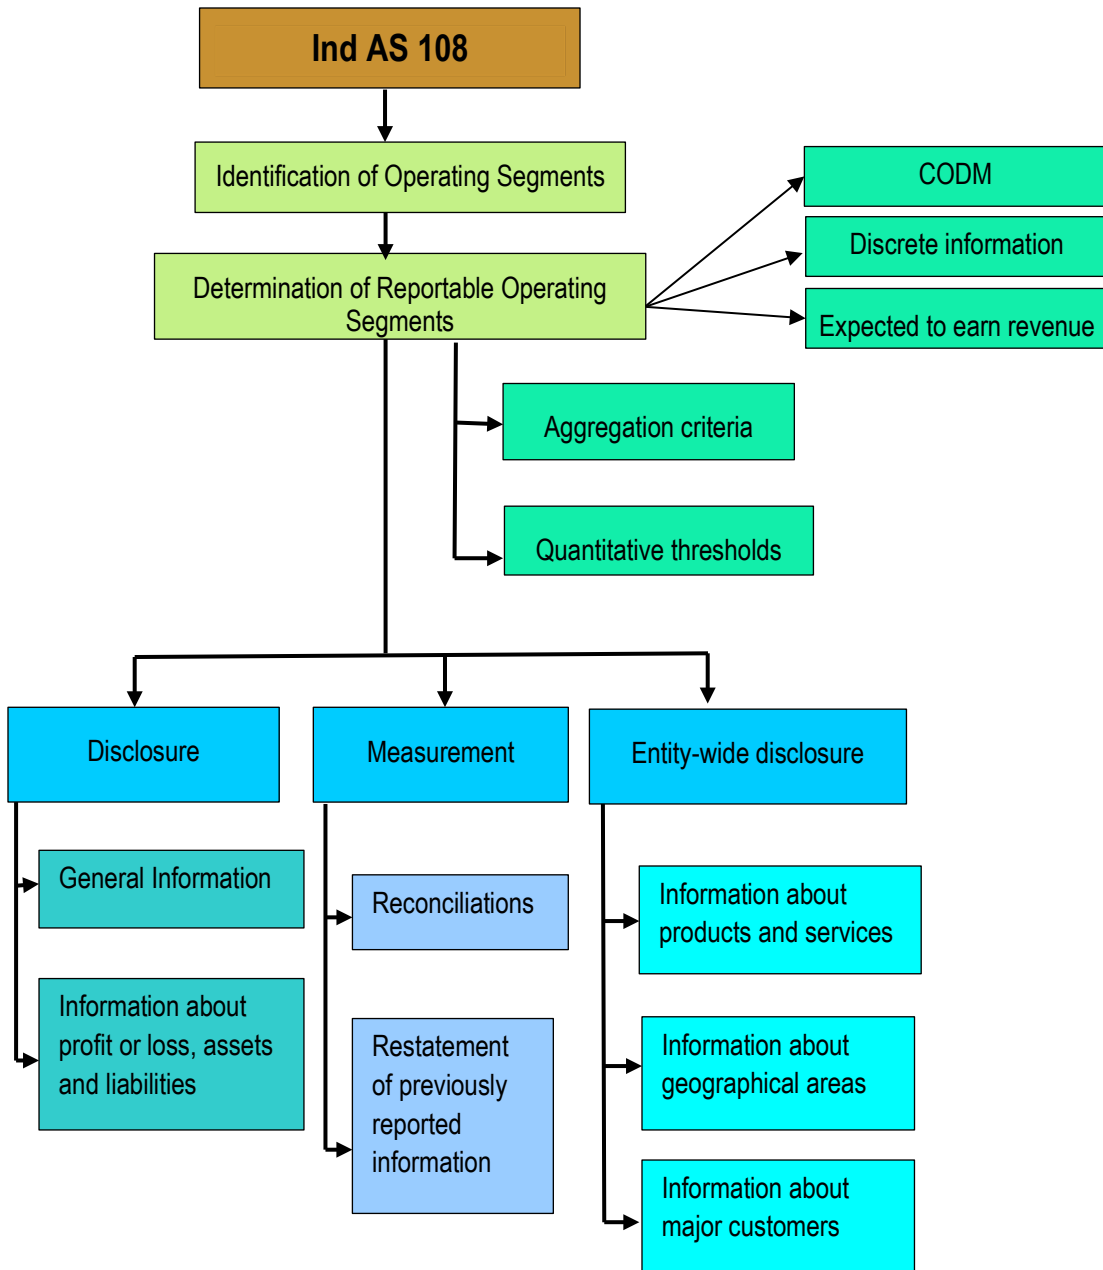 Ind AS 108
Identification of Operating Segments
CODM
Discrete information
Determination of Reportable Operating
Segments
Expected to earn revenue
Aggregation criteria
Quantitative thresholds
Disclosure
Measurement
Entity-wide disclosure
General Information
Information about
profit or loss, assets
and liabilities
Reconciliations
Restatement
of previously
reported
information
Information about
products and services
Information about
geographical areas
Information about
major customers